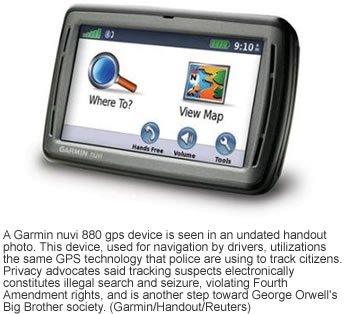 9:10
Where To?
View Map
Hands Free
Volume
Tools
GARMIN
A Garmin nuvi 880 gps device is seen in an undated handout
photo. This device, used for navigation by drivers, utilizations
the same GPS technology that police are using to track citizens.
Privacy advocates said tracking suspects electronically
constitutes illegal search and seizure, violating Fourth
Amendment rights, and is another step toward George Orwell's
Big Brother society. (Garmin/Handout/Reuters)